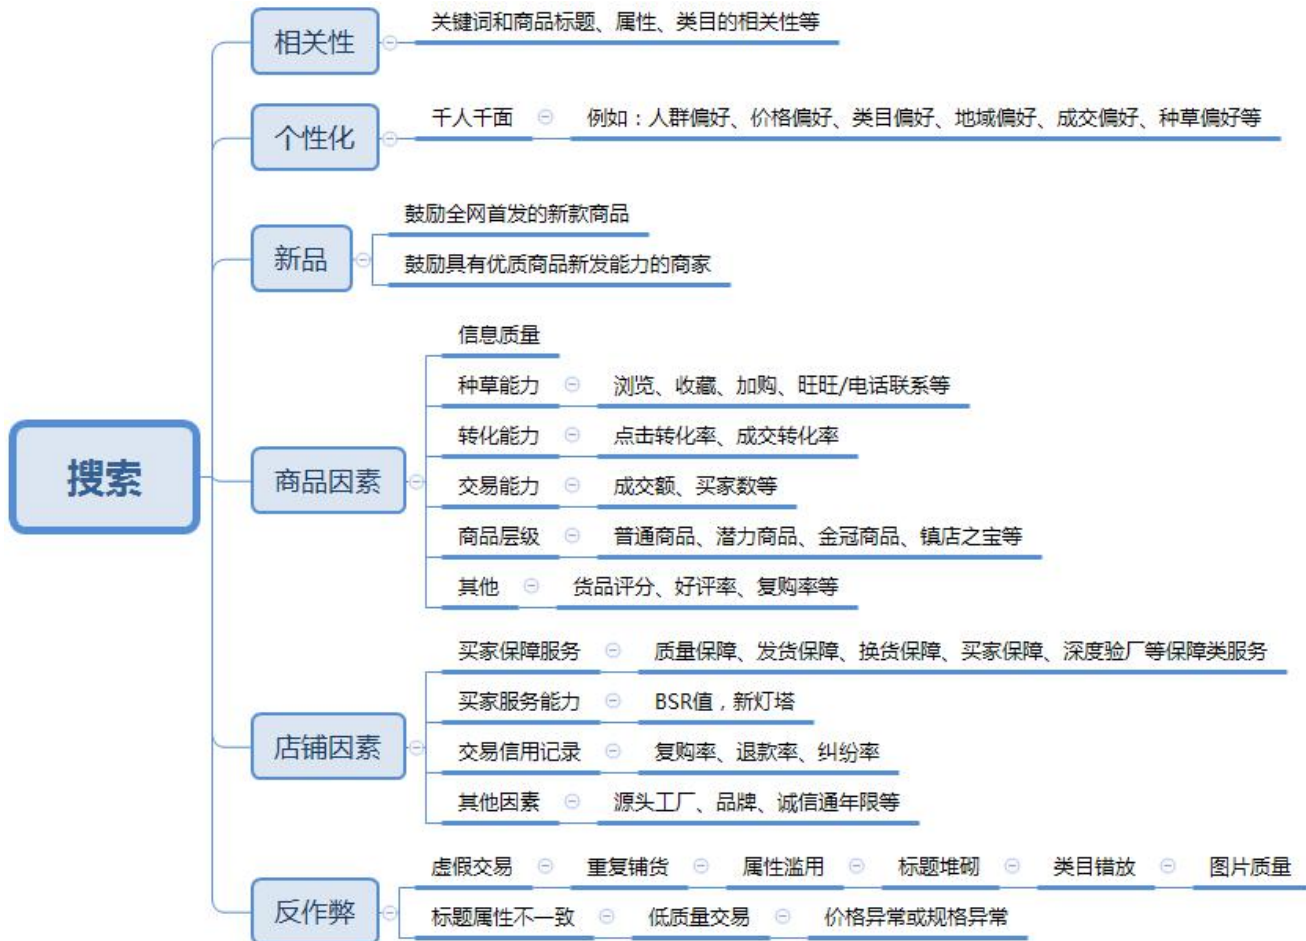 搜索
相关性
关键词和商品标题、属性、类目的相关性等
个性化
千人千面
例如：人群偏好、价格偏好、类目偏好、地域偏好、成交偏好、种草偏好等
新品
鼓励全网首发的新款商品
鼓励具有优质商品新发能力的商家
商品因素
信息质量
种草能力
浏览、收藏、加购、旺旺/电话联系等
转化能力
点击转化率、成交转化率
交易能力
成交额、买家数等
商品层级
普通商品、潜力商品、金冠商品、镇店之宝等
其他
货品评分、好评率、复购率等
店铺因素
买家保障服务
质量保障、发货保障、换货保障、买家保障、深度验厂等保障类服务
买家服务能力
BSR值，新灯塔
交易信用记录
复购率、退款率、纠纷率
其他因素
源头工厂、品牌、诚信通年限等
反作弊
虚假交易
重复铺货
属性滥用
标题堆砌
类目错放
图片质量
标题属性不一致
低质量交易
价格异常或规格异常